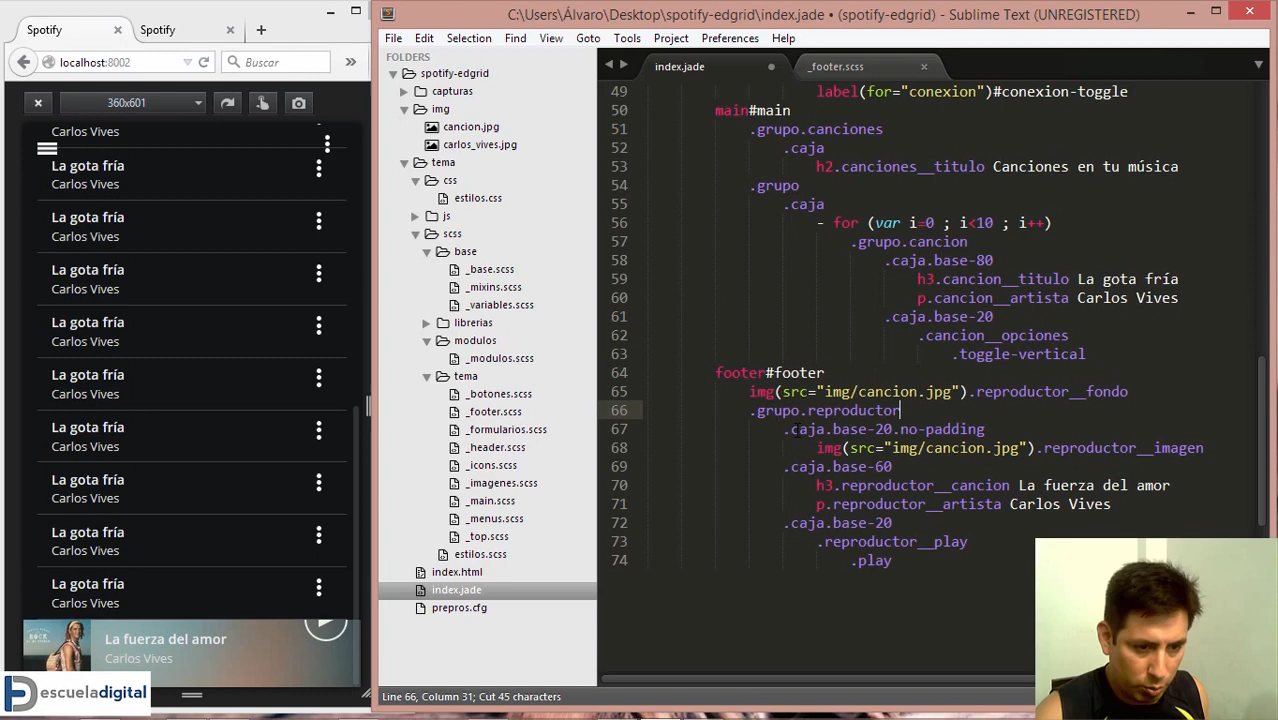 Spotify
Spotify
localhost:8002
Buscar
360x601
Carlos Vives
La gota fría
Carlos Vives
La gota fría
Carlos Vives
La gota fría
Carlos Vives
La gota fría
Carlos Vives
La gota fría
Carlos Vives
La gota fría
Carlos Vives
La gota fría
Carlos Vives
La gota fría
Carlos Vives
La gota fría
Carlos Vives
La fuerza del amor
Carlos Vives
escueladigital
C:\Users\Álvaro\Desktop\spotify-edgrid\index.jade • (spotify-edgrid) - Sublime Text (UNREGISTERED)
File Edit Selection Find View Goto Tools Project Preferences Help
FOLDERS
spotify-edgrid
capturas
img
cancion.jpg
carlos_vives.jpg
tema
css
estilos.css
js
scss
base
_base.scss
_mixins.scss
_variables.scss
librerias
modulos
_modulos.scss
tema
_botones.scss
_footer.scss
_formularios.scss
_header.scss
_icons.scss
_imagenes.scss
_main.scss
_menus.scss
_top.scss
estilos.scss
index.html
index.jade
prepros.cfg
index.jade
_footer.scss
49 label(for="conexion")#conexion-toggle
50 main#main
51 .grupo.canciones
52 .caja
53 h2.canciones__titulo Canciones en tu música
54 .grupo
55 .caja
56 - for (var i=0 ; i<10 ; i++)
57 .grupo.cancion
58 .caja.base-80
59 h3.cancion__titulo La gota fría
60 p.cancion__artista Carlos Vives
61 .caja.base-20
62 .cancion__opciones
63 .toggle-vertical
64 footer#footer
65 img(src="img/cancion.jpg").reproductor__fondo
66 .grupo.reproductor
67 .caja.base-20.no-padding
68 img(src="img/cancion.jpg").reproductor__imagen
69 .caja.base-60
70 h3.reproductor__cancion La fuerza del amor
71 p.reproductor__artista Carlos Vives
72 .caja.base-20
73 .reproductor__play
74 .play
Line 66, Column 31; Cut 45 characters